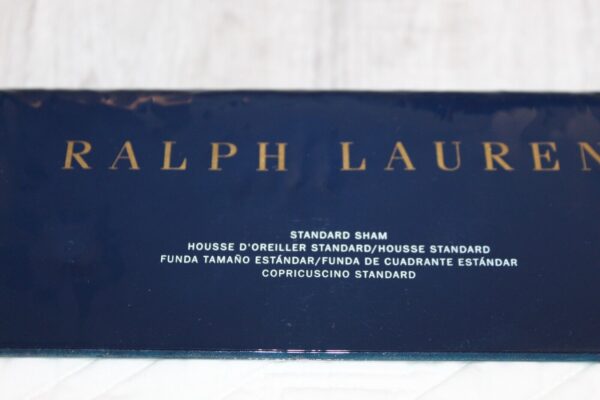 RALPH LAUREN
STANDARD SHAM
HOUSSE D'OREILLER STANDARD/HOUSSE STANDARD
FUNDA TAMAÑO ESTÁNDAR/FUNDA DE CUADRANTE ESTÁNDAR
COPRICUSCINO STANDARD